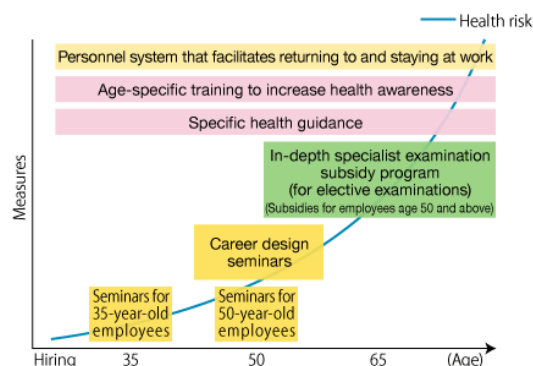 Health risk
Personnel system that facilitates returning to and staying at work
Age-specific training to increase health awareness
Specific health guidance
In-depth specialist examination
subsidy program
(for elective examinations)
(Subsidies for employees age 50 and above)
Measures
Career design
seminars
Seminars for
35-year-old
employees
Seminars for
50-year-old
employees
Hiring 35 50 65 (Age)